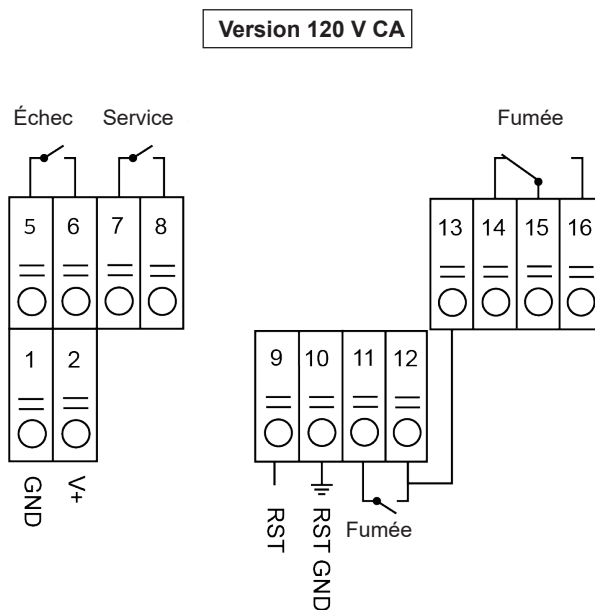 Version 120 V CA
Échec Service
Fumée
5 6 7 8
13 14 15 16
1 2
9 10 11 12
GND V+
RST RST GND Fumée